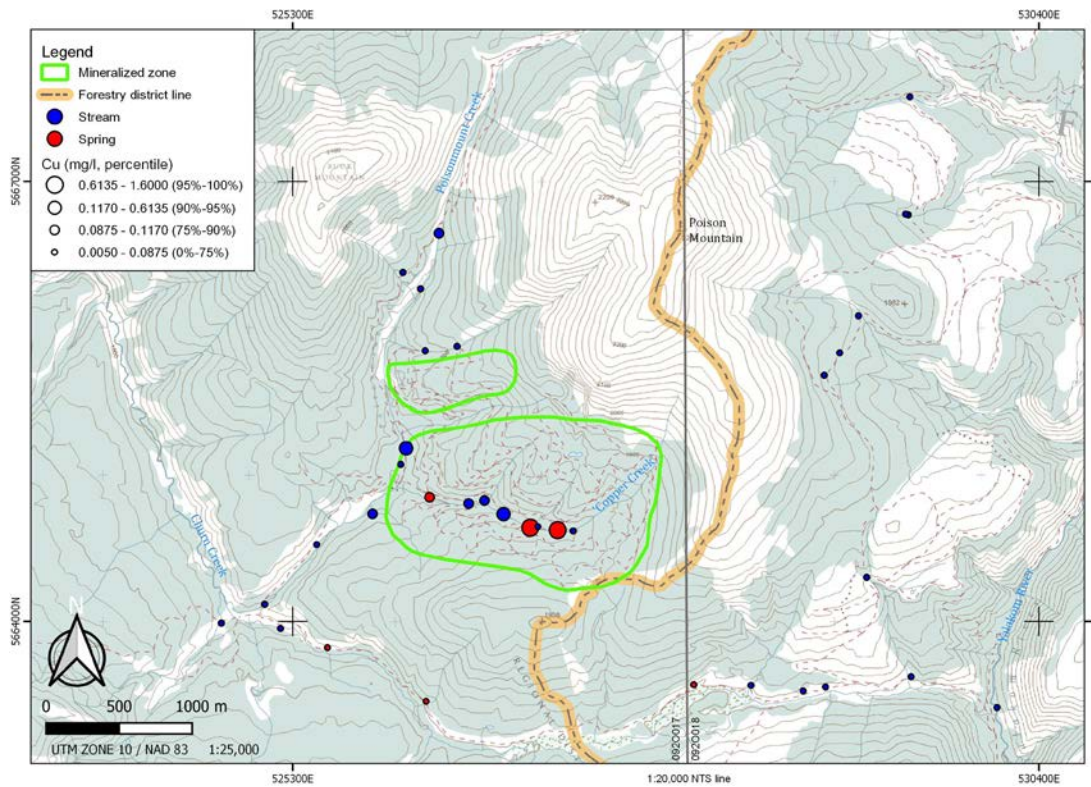 525300E
530400E
Legend
Mineralized zone
Forestry district line
Stream
Spring
Cu (mg/l, percentile)
0.6135 - 1.6000 (95%-100%)
0.1170 - 0.6135 (90%-95%)
0.0875 - 0.1170 (75%-90%)
0.0050 - 0.0875 (0%-75%)
5667000N
Poisonmount Creek
MOUNTAIN
Poison
Mountain
1982
'Copper Creek'
Churn Creek
Yalakom River
5664000N
N
0 500 1000 m
UTM ZONE 10 / NAD 83 1:25,000
092O017
092O018
525300E
1:20,000 NTS line
530400E